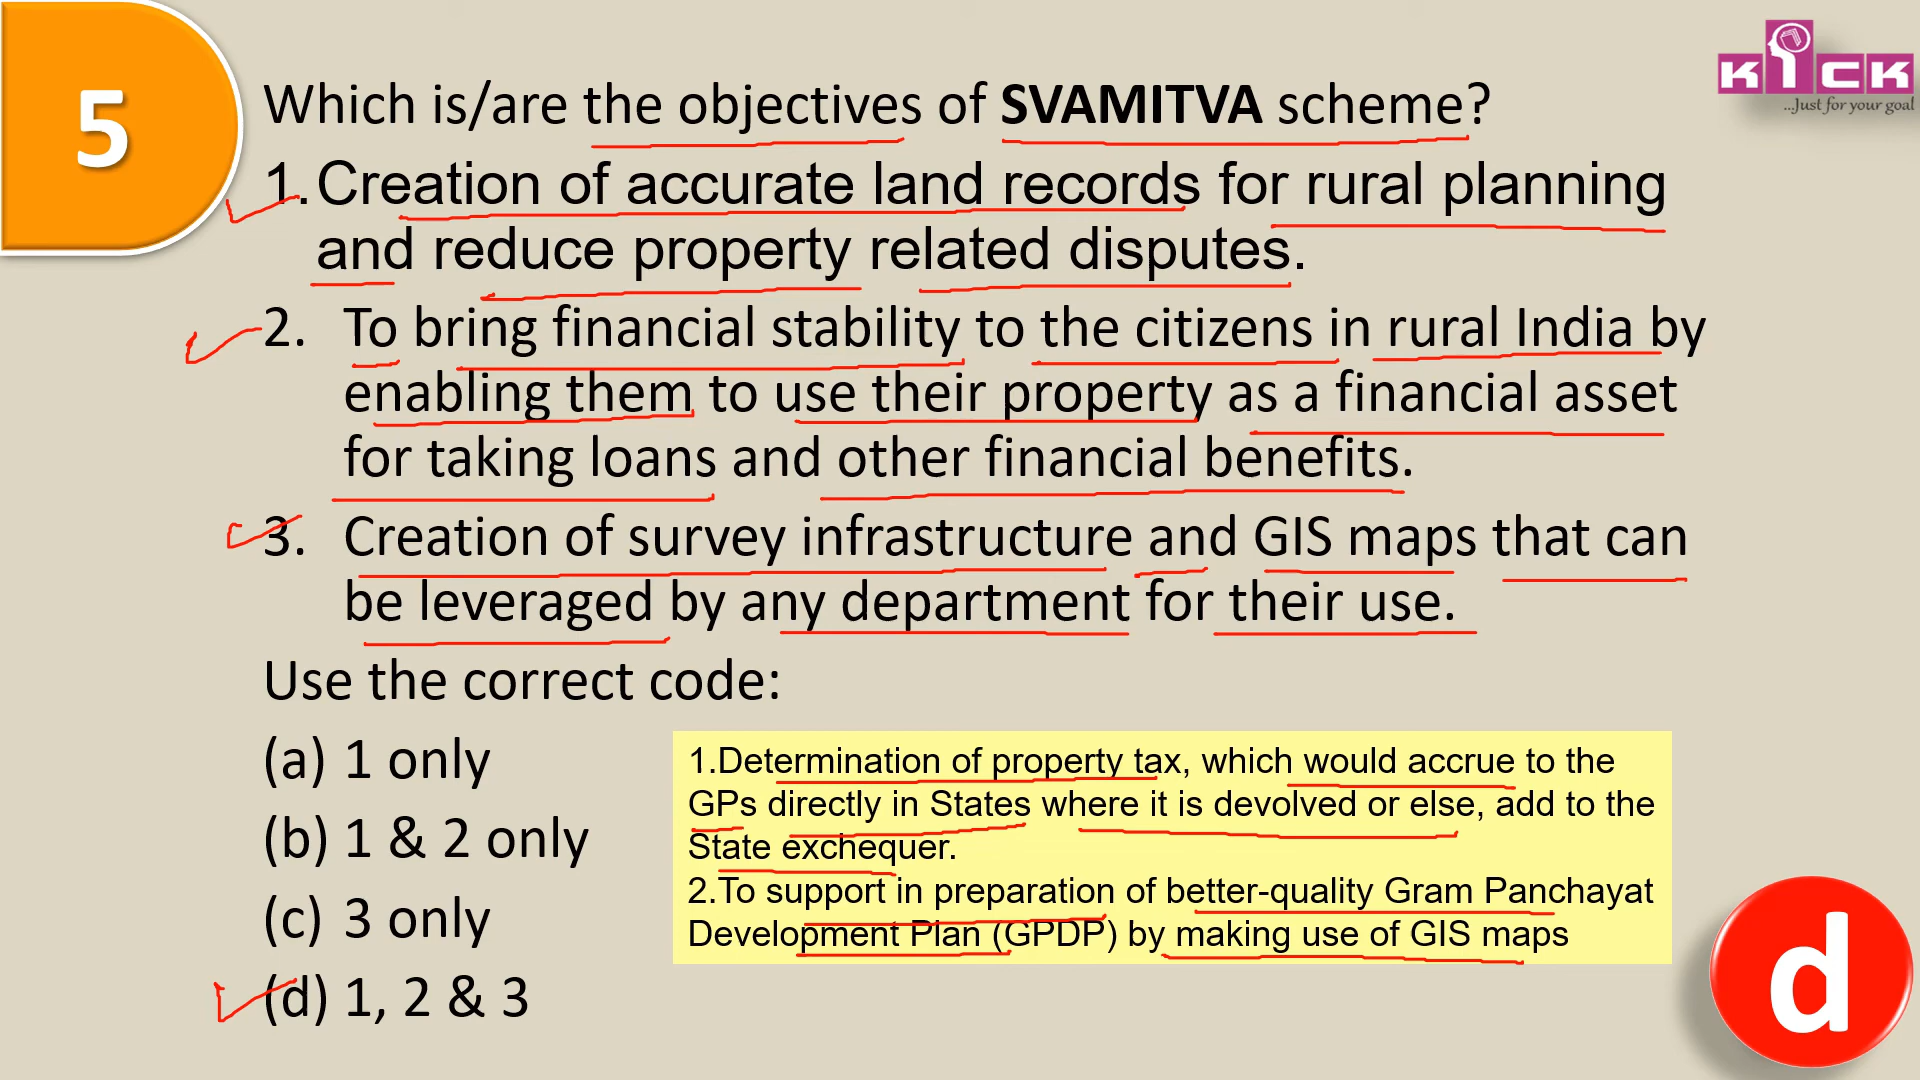 5
KICK
...Just for your goal
Which is/are the objectives of SVAMITVA scheme?
1. Creation of accurate land records for rural planning
and reduce property related disputes.
2. To bring financial stability to the citizens in rural India by
enabling them to use their property as a financial asset
for taking loans and other financial benefits.
3. Creation of survey infrastructure and GIS maps that can
be leveraged by any department for their use.
Use the correct code:
(a) 1 only
(b) 1 & 2 only
(c) 3 only
(d) 1, 2 & 3
1.Determination of property tax, which would accrue to the
GPs directly in States where it is devolved or else, add to the
State exchequer.
2.To support in preparation of better-quality Gram Panchayat
Development Plan (GPDP) by making use of GIS maps
d